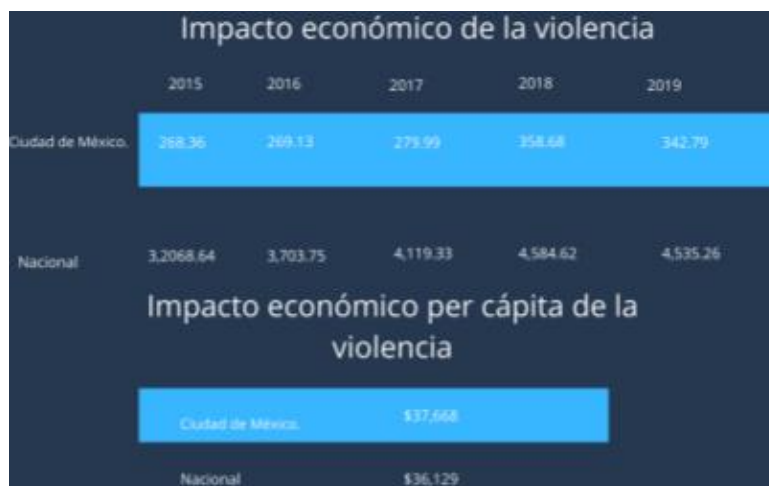 Impacto económico de la violencia
2015 2016 2017 2018 2019
Ciudad de México. 268.36 269.13 279.99 358.68 342.79
Nacional 3,2068.64 3,703.75 4,119.33 4,584.62 4,535.26
Impacto económico per cápita de la
violencia
Ciudad de México. $37,668
Nacional $36,129